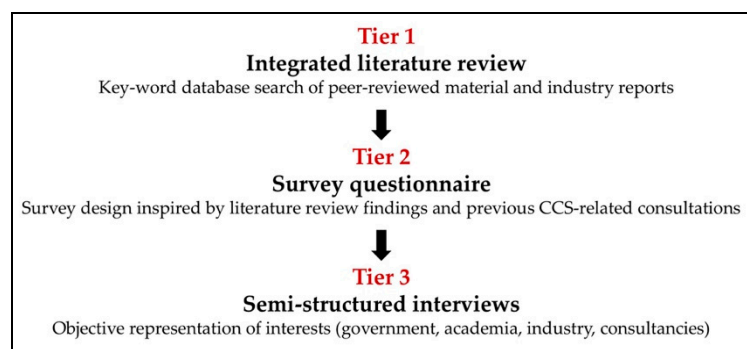 Tier 1
Integrated literature review
Key-word database search of peer-reviewed material and industry reports
Tier 2
Survey questionnaire
Survey design inspired by literature review findings and previous CCS-related consultations
Tier 3
Semi-structured interviews
Objective representation of interests (government, academia, industry, consultancies)